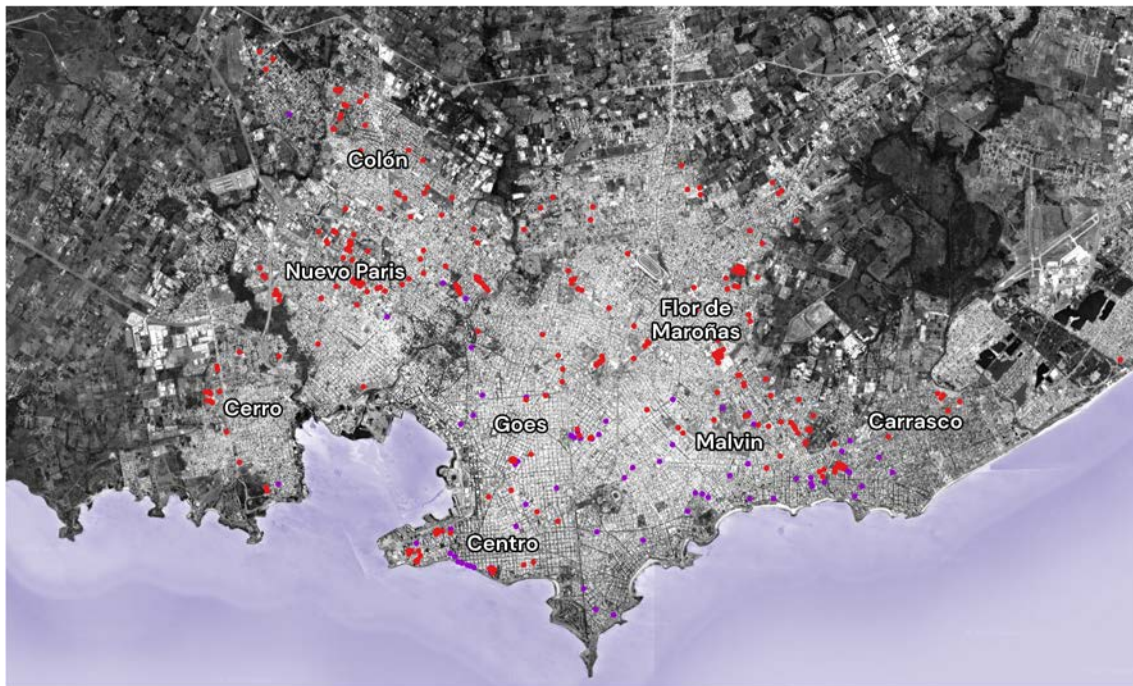 Colón
Nuevo Paris
Flor de
Maroñas
Cerro
Goes
Malvin
Carrasco
Centro